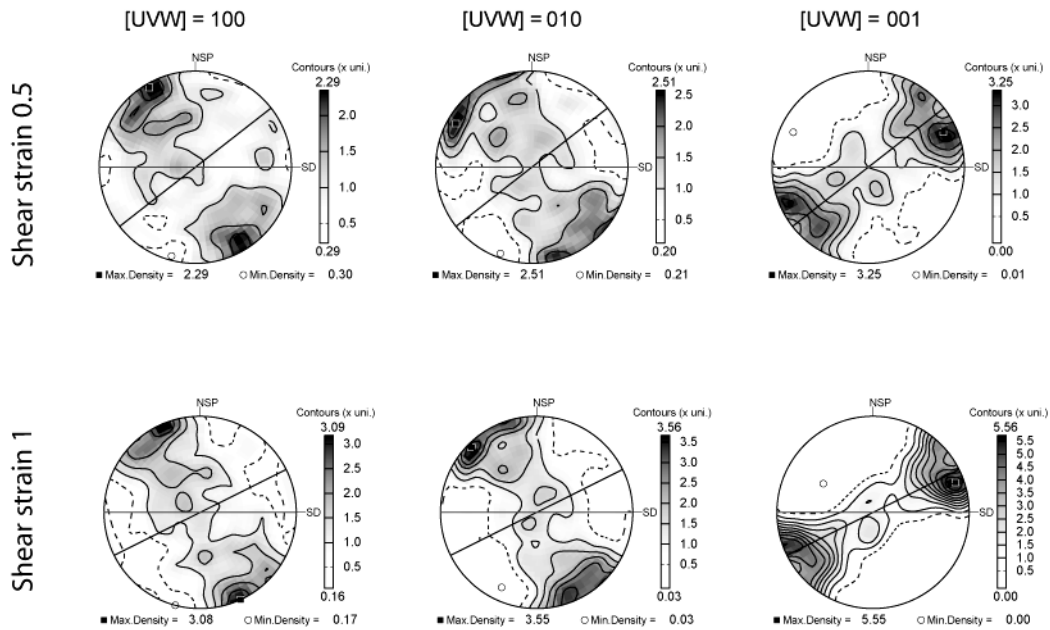 [UVW] = 100
[UVW] = 010
[UVW] = 001
Shear strain 0.5
NSP
SD
Contours (x uni.)
2.29
2.0
1.5
1.0
0.5
0.29
Max.Density = 2.29 Min.Density = 0.30
NSP
SD
Contours (x uni.)
2.51
2.5
2.0
1.5
1.0
0.5
0.20
Max.Density = 2.51 Min.Density = 0.21
NSP
SD
Contours (x uni.)
3.25
3.0
2.5
2.0
1.5
1.0
0.5
0.00
Max.Density = 3.25 Min.Density = 0.01
Shear strain 1
NSP
SD
Contours (x uni.)
3.09
3.0
2.5
2.0
1.5
1.0
0.5
0.16
Max.Density = 3.08 Min.Density = 0.17
NSP
SD
Contours (x uni.)
3.56
3.5
3.0
2.5
2.0
1.5
1.0
0.5
0.03
Max.Density = 3.55 Min.Density = 0.03
NSP
SD
Contours (x uni.)
5.56
5.5
5.0
4.5
4.0
3.5
3.0
2.5
2.0
1.5
1.0
0.5
0.00
Max.Density = 5.55 Min.Density = 0.00